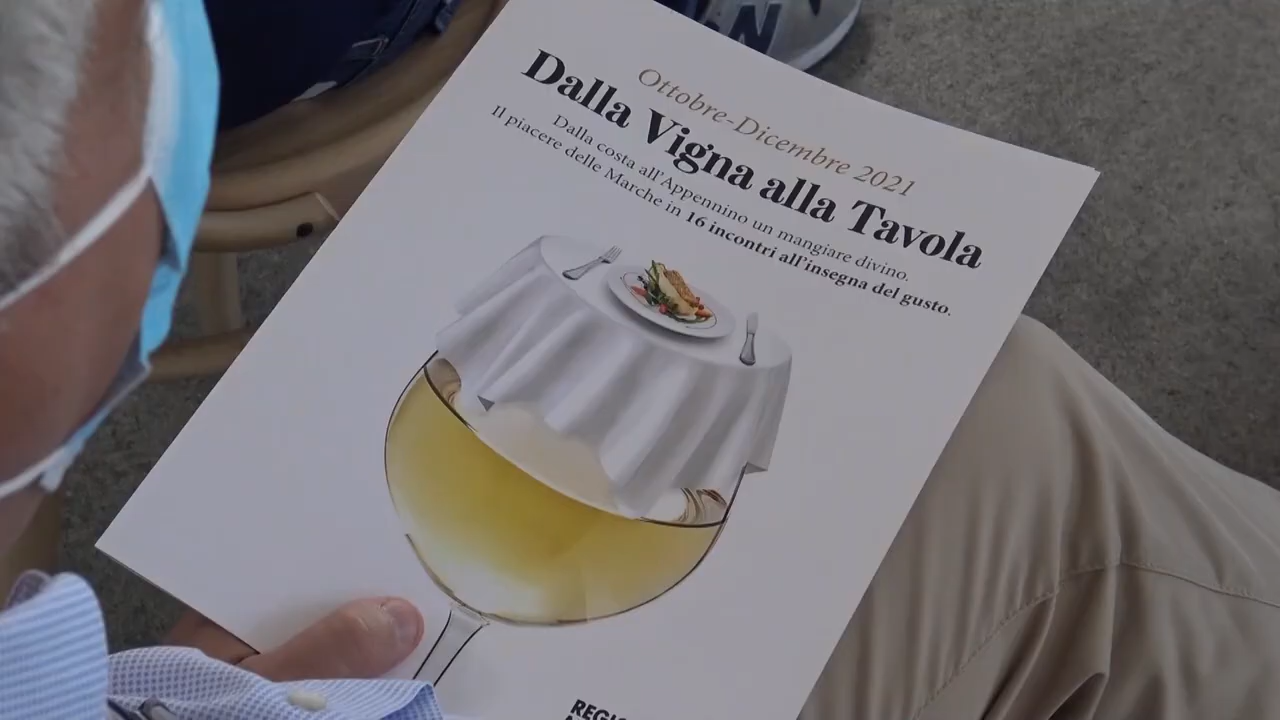 Ottobre-Dicembre 2021
Dalla Vigna alla Tavola
Dalla costa all'Appennino un mangiare divino.
Il piacere delle Marche in 16 incontri all'insegna del gusto.